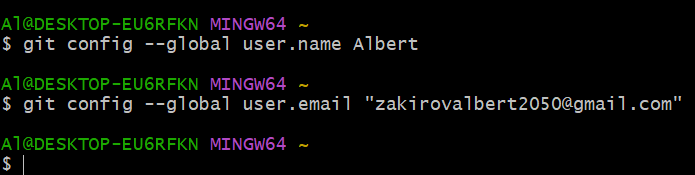 Al@DESKTOP-EU6RFKN MINGW64 ~
$ git config --global user.name Albert
Al@DESKTOP-EU6RFKN MINGW64 ~
$ git config --global user.email "zakirovalbert2050@gmail.com"
Al@DESKTOP-EU6RFKN MINGW64 ~
$